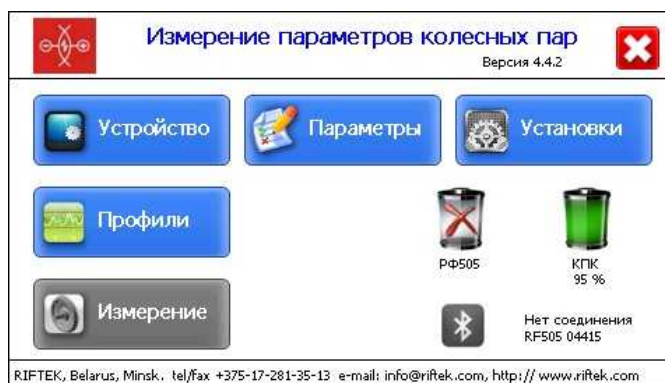 Измерение параметров колесных пар
Версия 4.4.2
Устройство
Параметры
Установки
Профили
РФ505
КПК
95 %
Измерение
Нет соединения
RF505 04415
RIFTEK, Belarus, Minsk. tel/fax +375-17-281-35-13 e-mail: info@riftek.com, http:// www.riftek.com